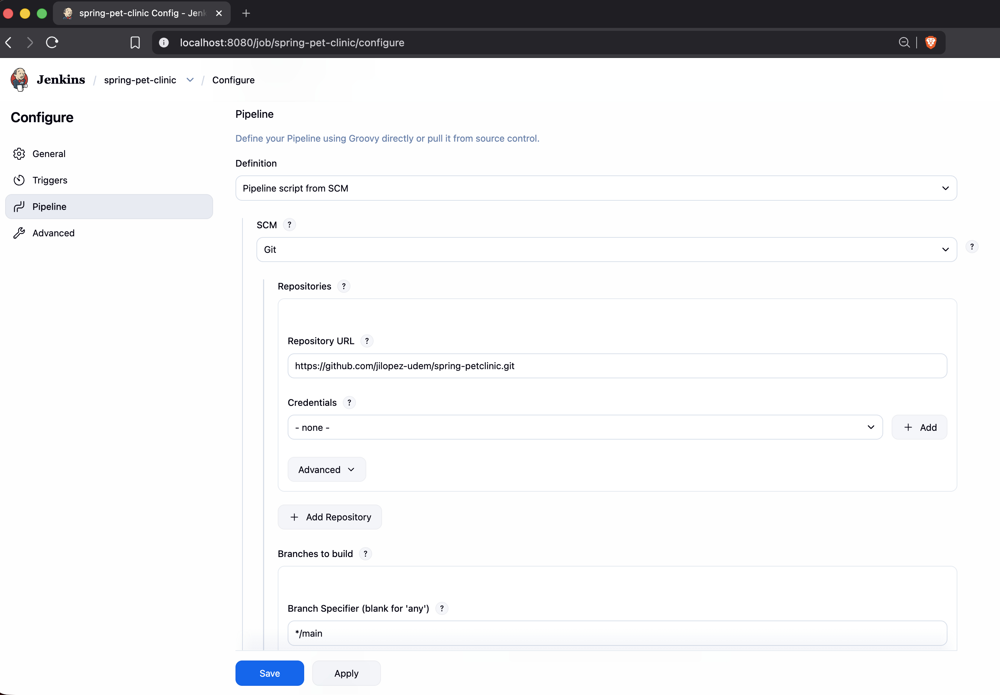 spring-pet-clinic Config - Jenk
localhost:8080/job/spring-pet-clinic/configure
Jenkins / spring-pet-clinic / Configure
Configure
General
Triggers
Pipeline
Advanced
Pipeline
Define your Pipeline using Groovy directly or pull it from source control.
Definition
Pipeline script from SCM
SCM ?
Git
?
Repositories ?
Repository URL ?
https://github.com/jilopez-udem/spring-petclinic.git
Credentials ?
- none -
+ Add
Advanced
+ Add Repository
Branches to build ?
Branch Specifier (blank for 'any') ?
*/main
Save
Apply